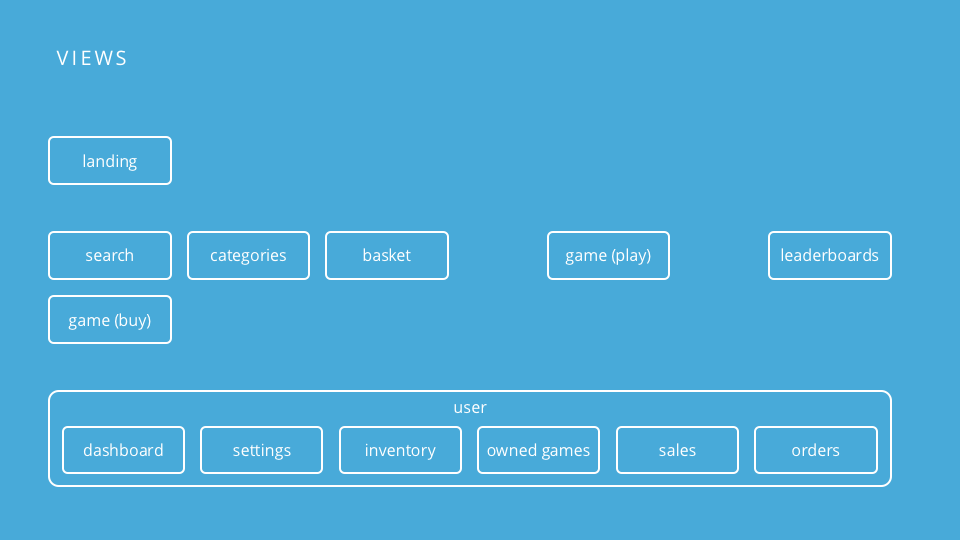 VIEWS
landing
search
categories
basket
game (play)
leaderboards
game (buy)
user
dashboard
settings
inventory
owned games
sales
orders